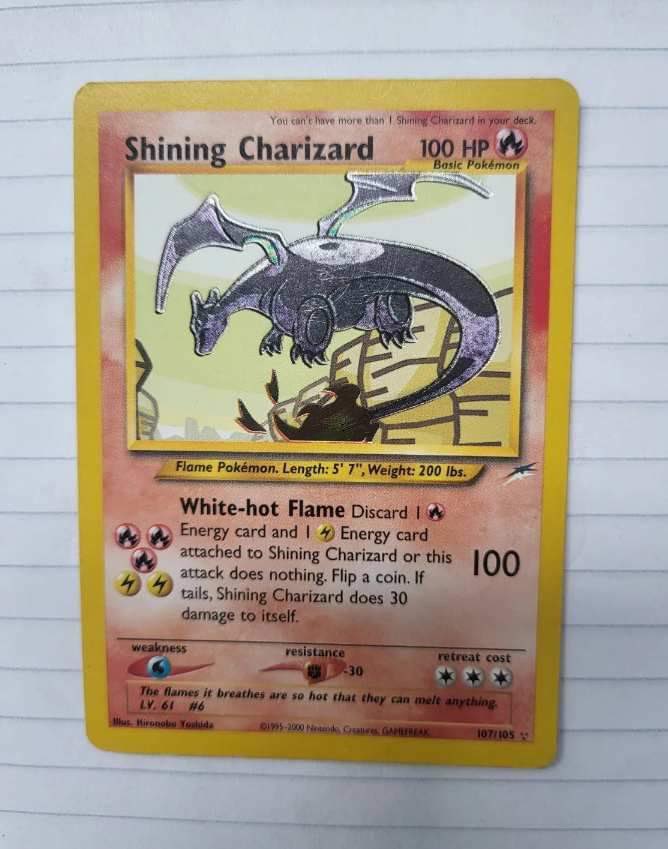 You can't have more than 1 Shining Charizard in your deck.
Shining Charizard 100 HP
Basic Pokémon
Flame Pokémon. Length: 5' 7", Weight: 200 lbs.
White-hot Flame Discard 1
Energy card and 1 Energy card
attached to Shining Charizard or this
attack does nothing. Flip a coin. If
tails, Shining Charizard does 30
damage to itself.
100
weakness
resistance
retreat cost
-30
The flames it breathes are so hot that they can melt anything.
LV. 61 #6
Illus. Hironobu Yoshida
©1995-2000 Nintendo, Creatures, GAMEFREAK.
107/105